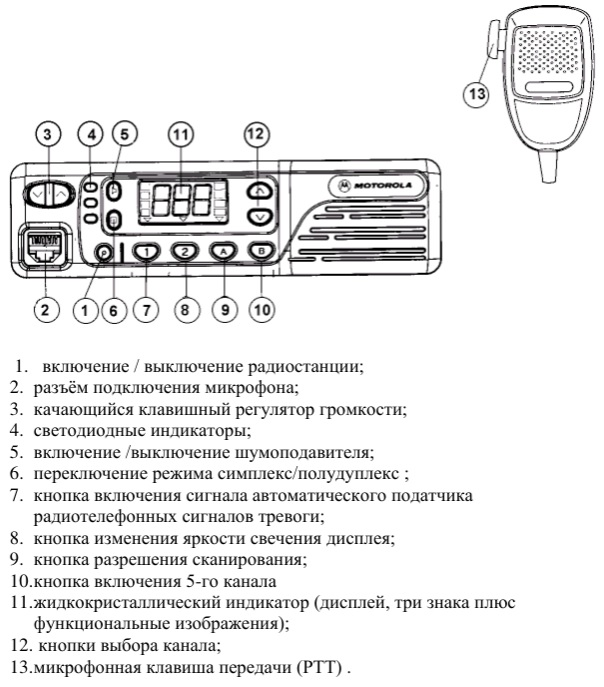 13
3
4
5
11
12
MOTOROLA
P
1
2
A
B
2
1
6
7
8
9
10
1. включение / выключение радиостанции;
2. разъём подключения микрофона;
3. качающийся клавишный регулятор громкости;
4. светодиодные индикаторы;
5. включение /выключение шумоподавителя;
6. переключение режима симплекс/полудуплекс ;
7. кнопка включения сигнала автоматического податчика
радиотелефонных сигналов тревоги;
8. кнопка изменения яркости свечения дисплея;
9. кнопка разрешения сканирования;
10.кнопка включения 5-го канала
11.жидкокристаллический индикатор (дисплей, три знака плюс
функциональные изображения);
12. кнопки выбора канала;
13.микрофонная клавиша передачи (PTT) .